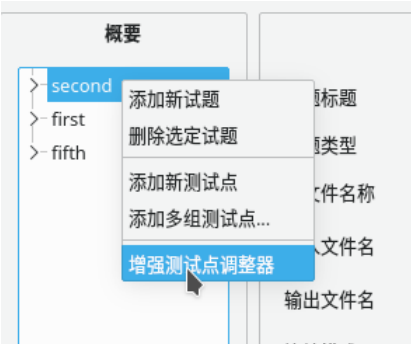 概要
second
first
fifth
添加新试题
删除选定试题
添加新测试点
添加多组测试点...
增强测试点调整器
题标题
题类型
文件名称
入文件名
输出文件名